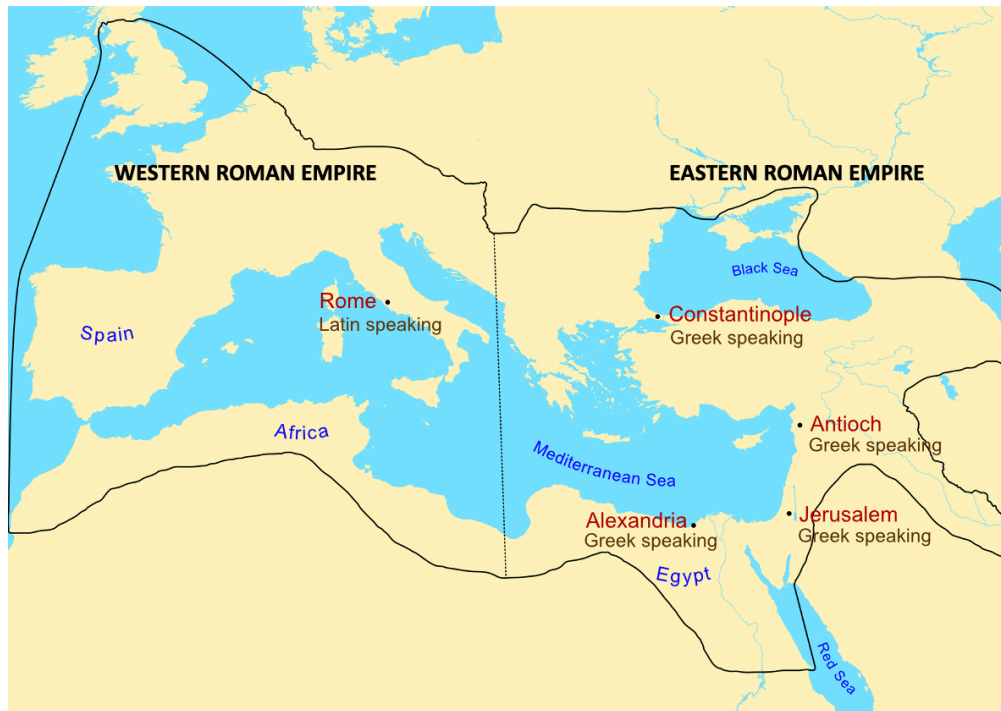 WESTERN ROMAN EMPIRE
EASTERN ROMAN EMPIRE
Black Sea
Rome
Latin speaking
Constantinople
Greek speaking
Spain
Africa
Antioch
Greek speaking
Mediterranean Sea
Alexandria
Greek speaking
Jerusalem
Greek speaking
Egypt
Red Sea